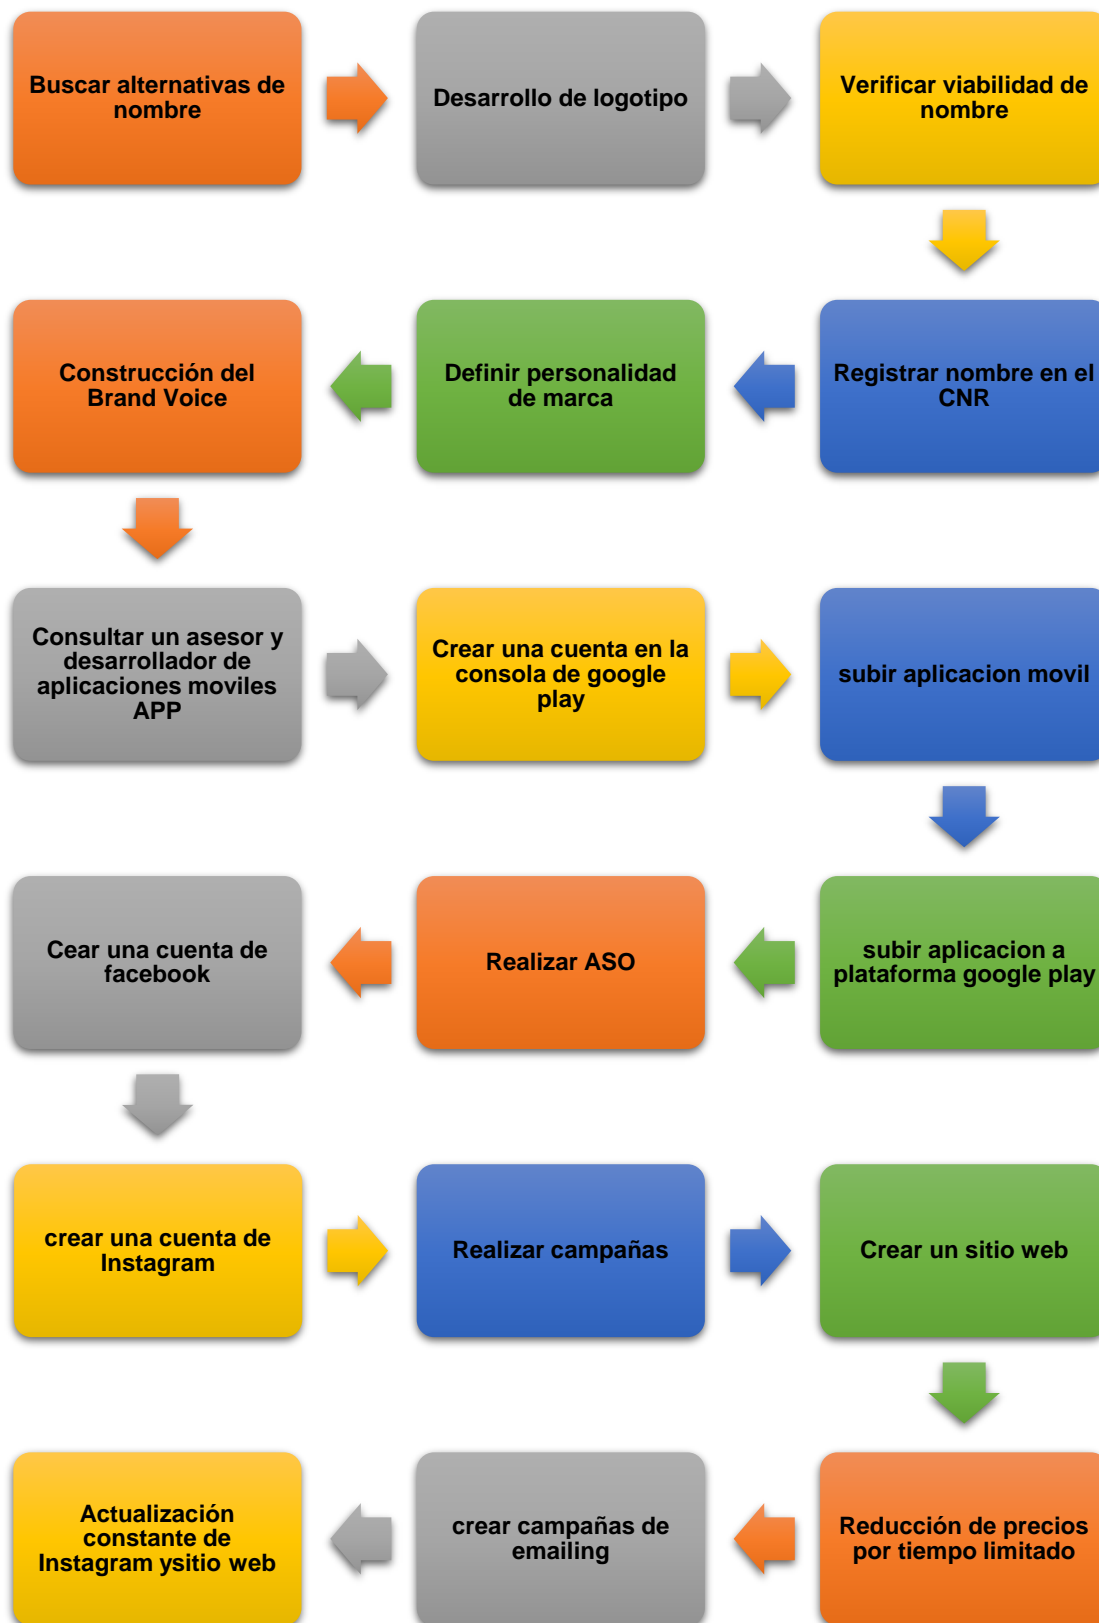 Buscar alternativas de
nombre
Desarrollo de logotipo
Verificar viabilidad de
nombre
Registrar nombre en el
CNR
Definir personalidad
de marca
Construcción del
Brand Voice
Consultar un asesor y
desarrollador de
aplicaciones moviles
APP
Crear una cuenta en la
consola de google
play
subir aplicacion movil
subir aplicacion a
plataforma google play
Realizar ASO
Cear una cuenta de
facebook
crear una cuenta de
Instagram
Realizar campañas
Crear un sitio web
Reducción de precios
por tiempo limitado
crear campañas de
emailing
Actualización
constante de
Instagram ysitio web